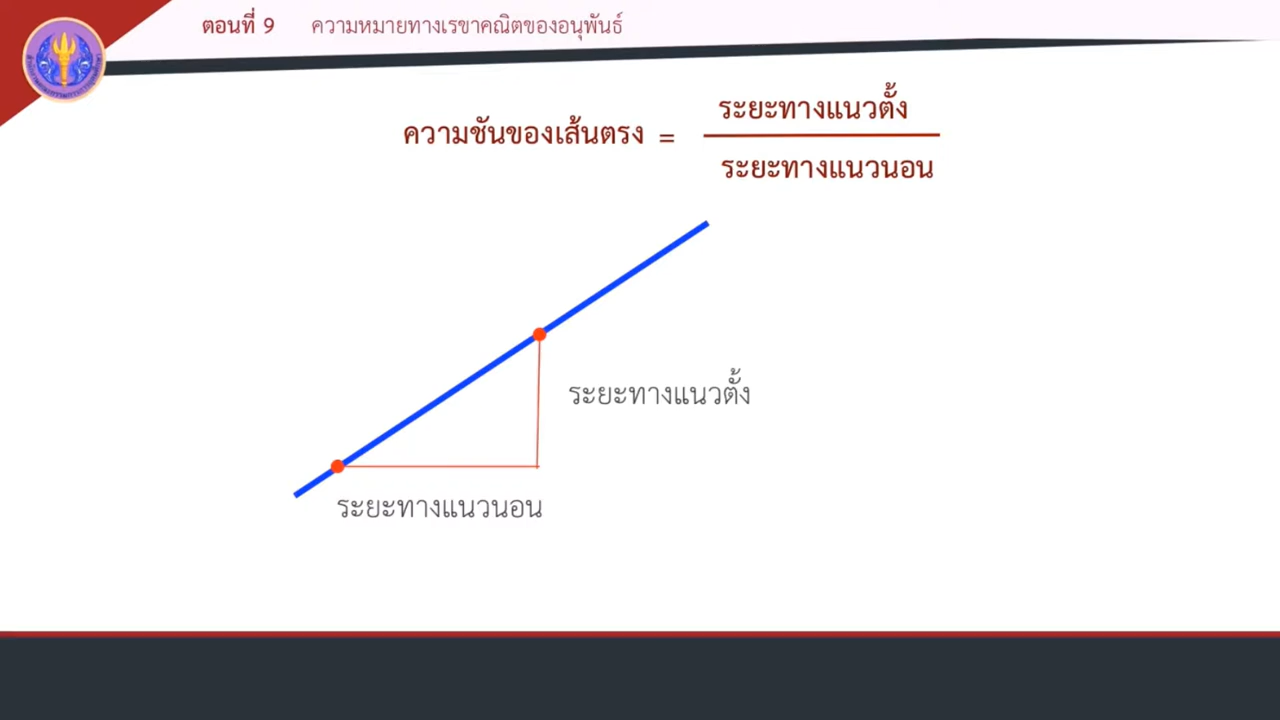 ตอนที่ 9 ความหมายทางเรขาคณิตของอนุพันธ์
ความชันของเส้นตรง = ระยะทางแนวตั้ง
ระยะทางแนวนอน
ระยะทางแนวตั้ง
ระยะทางแนวนอน